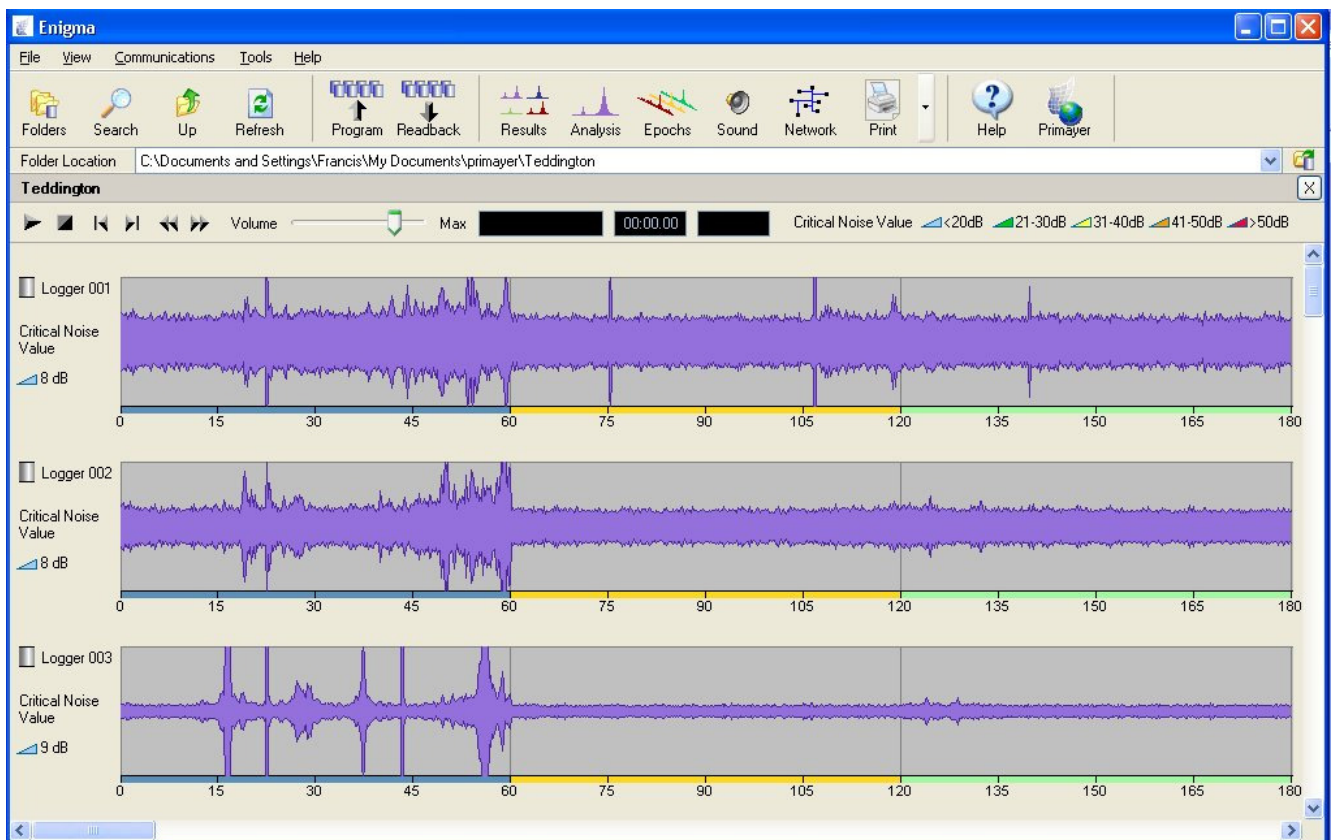 Enigma
File View Communications Tools Help
Folders Search Up Refresh Program Readback Results Analysis Epochs Sound Network Print Help Primayer
Folder Location C:\Documents and Settings\Francis\My Documents\primayer\Teddington
Teddington
Volume Max 00:00.00 Critical Noise Value <20dB 21-30dB 31-40dB 41-50dB >50dB
Logger 001
Critical Noise
Value
8 dB
0 15 30 45 60 75 90 105 120 135 150 165 180
Logger 002
Critical Noise
Value
8 dB
0 15 30 45 60 75 90 105 120 135 150 165 180
Logger 003
Critical Noise
Value
9 dB
0 15 30 45 60 75 90 105 120 135 150 165 180